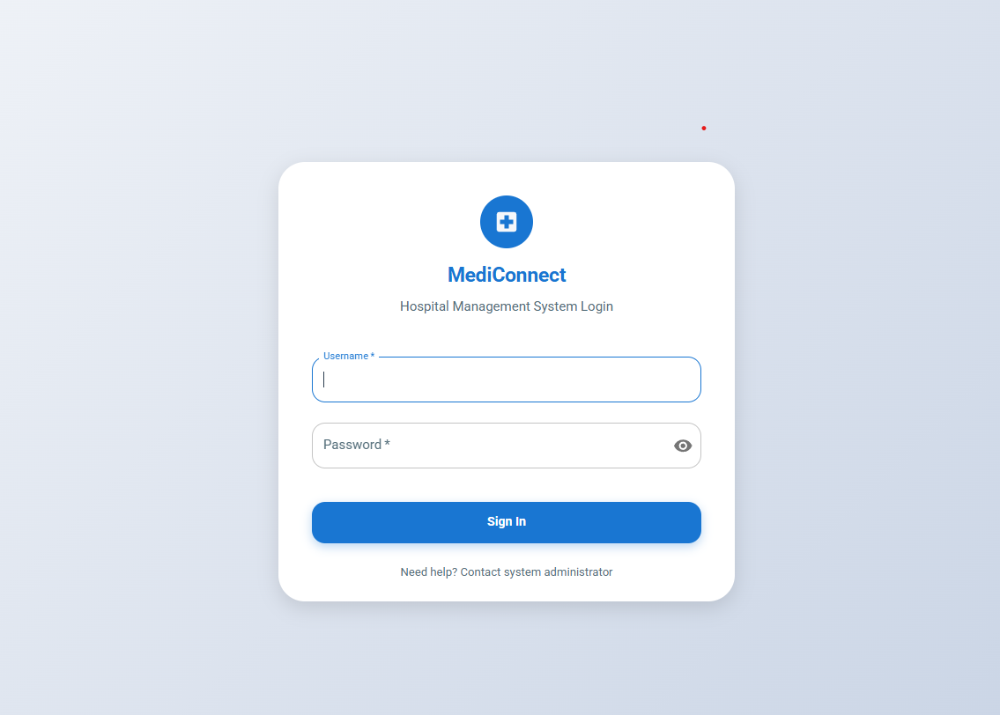 MediConnect
Hospital Management System Login
Username *
Password *
Sign In
Need help? Contact system administrator